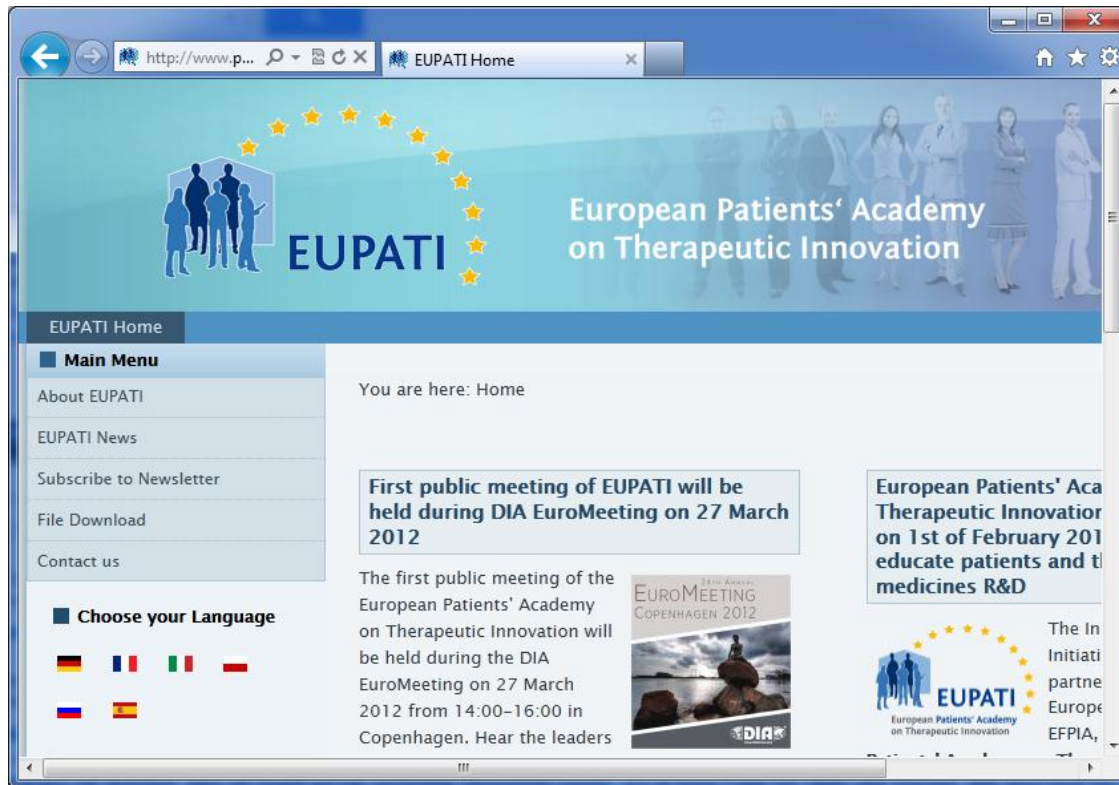 http://www.p...
EUPATI Home
EUPATI
European Patients‘ Academy
on Therapeutic Innovation
EUPATI Home
Main Menu
About EUPATI
EUPATI News
Subscribe to Newsletter
File Download
Contact us
Choose your Language
You are here: Home
First public meeting of EUPATI will be
held during DIA EuroMeeting on 27 March
2012
The first public meeting of the
European Patients' Academy
on Therapeutic Innovation will
be held during the DIA
EuroMeeting on 27 March
2012 from 14:00-16:00 in
Copenhagen. Hear the leaders
EUROMEETING
COPENHAGEN 2012
DIA
European Patients' Aca
Therapeutic Innovation
on 1st of February 201
educate patients and t
medicines R&D
EUPATI
European Patients' Academy
on Therapeutic Innovation
The In
Initiati
partne
Europe
EFPIA,